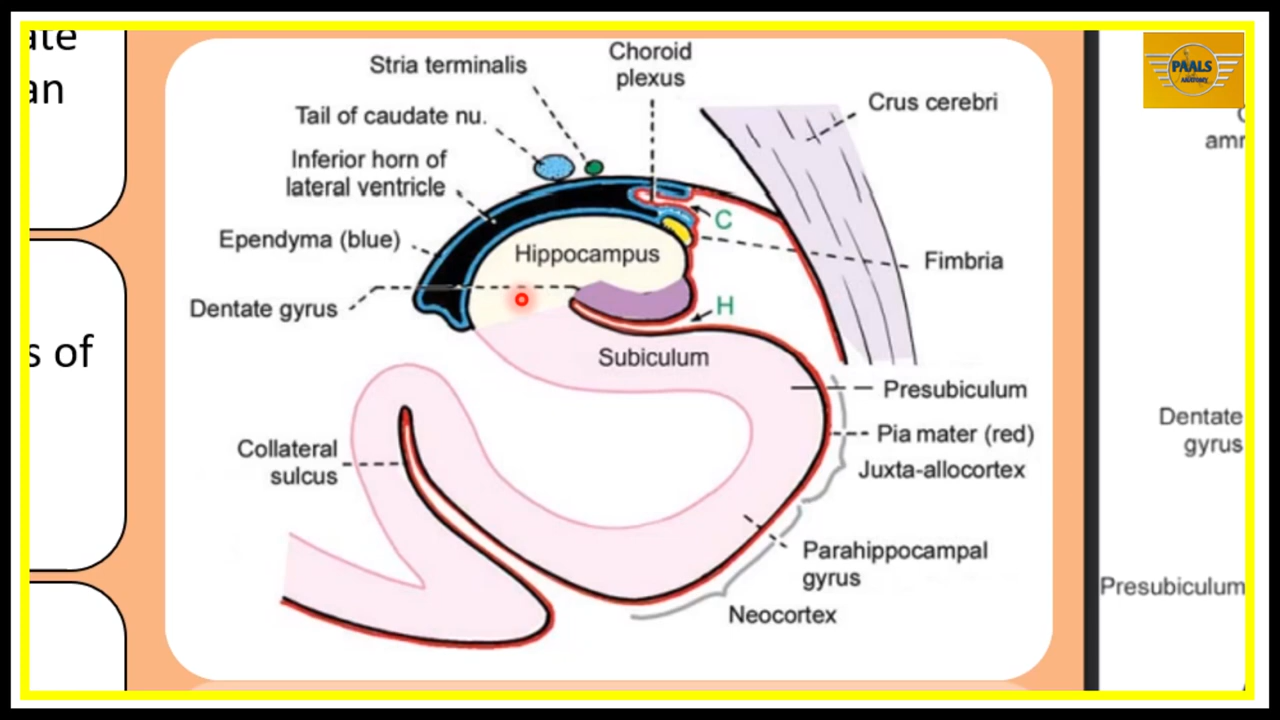 ate
an
s of
Stria terminalis
Choroid
plexus
Tail of caudate nu.
Crus cerebri
Inferior horn of
lateral ventricle
C
Ependyma (blue)
Hippocampus
Fimbria
Dentate gyrus
H
Subiculum
Presubiculum
Collateral
sulcus
Pia mater (red)
Juxta-allocortex
Parahippocampal
gyrus
Neocortex
PAALS
ANATOMY
amr
Dentate
gyrus
Presubiculum